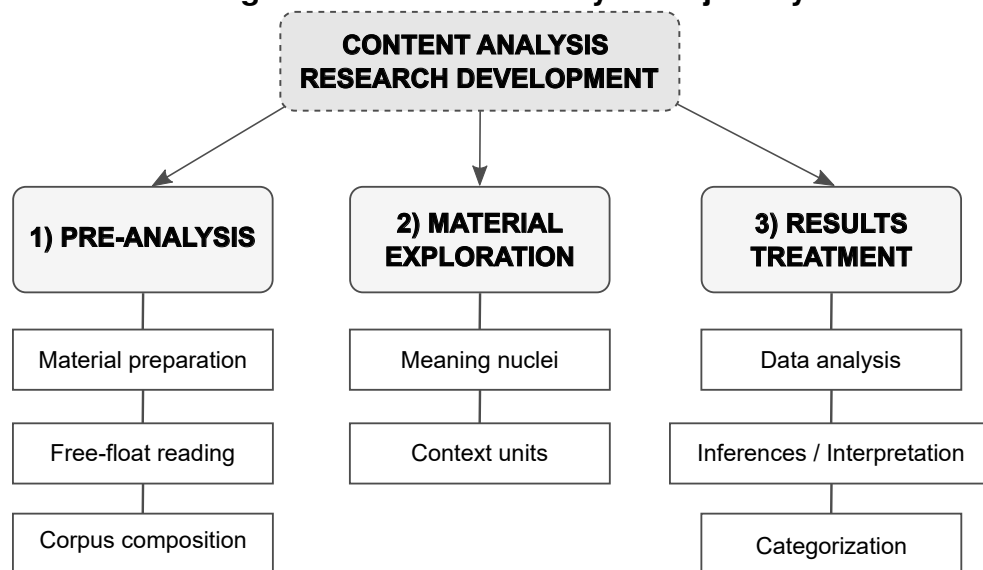 CONTENT ANALYSIS
RESEARCH DEVELOPMENT
1) PRE-ANALYSIS
2) MATERIAL
EXPLORATION
3) RESULTS
TREATMENT
Material preparation
Meaning nuclei
Data analysis
Free-float reading
Context units
Inferences / Interpretation
Corpus composition
Categorization